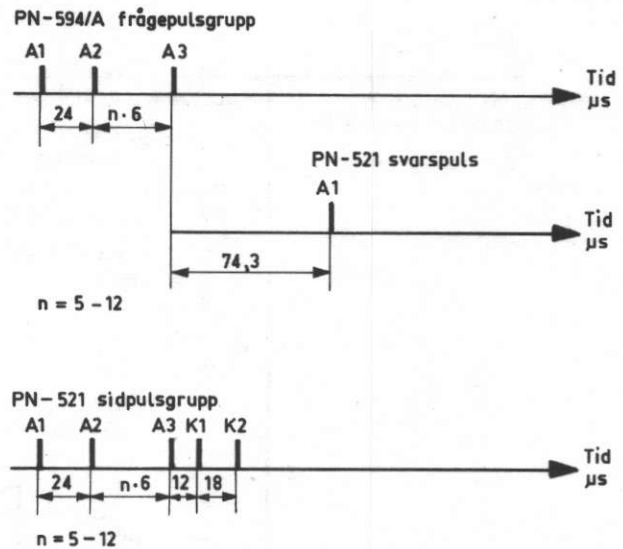 PN-594/A frågepulsgrupp
A1 A2 A3
Tid
µs
24 n·6
PN-521 svarspuls
A1
Tid
µs
74,3
n = 5 – 12
PN-521 sidpulsgrupp
A1 A2 A3 K1 K2
Tid
µs
24 n·6 12 18
n = 5 – 12